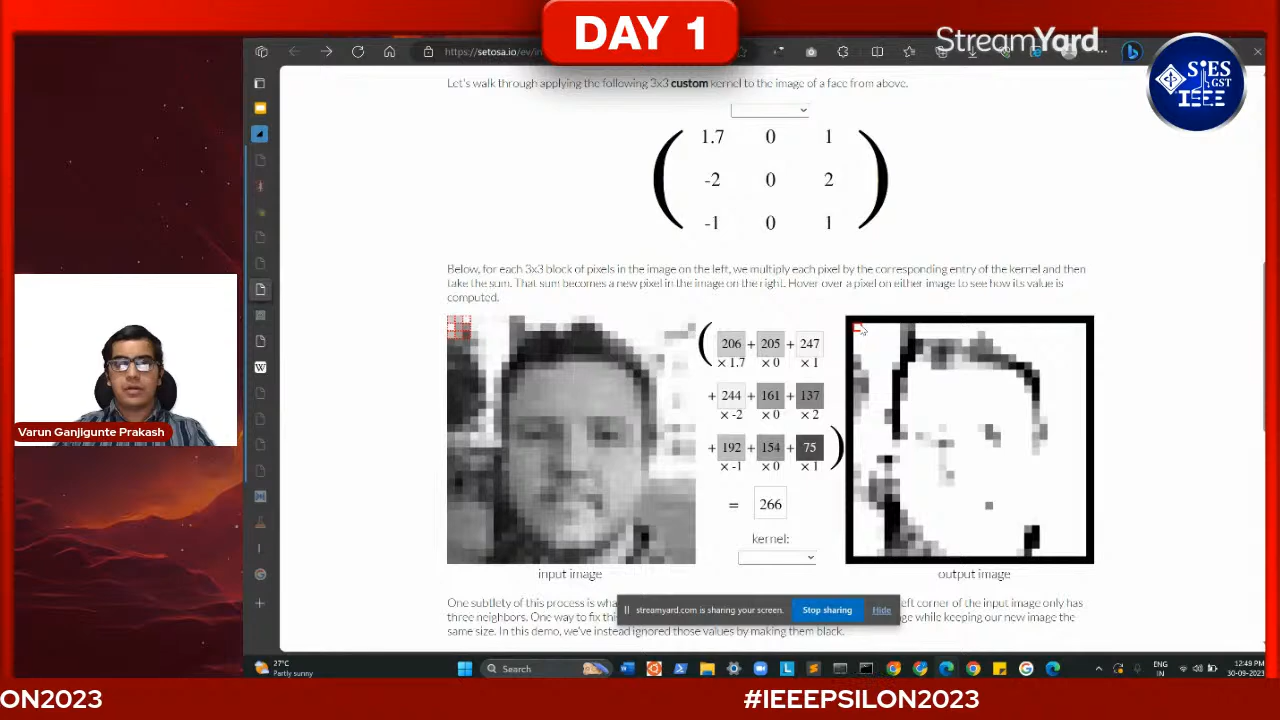 DAY 1
StreamYard
SIES
GST
IEEE
https://setosa.io/ev/
Let's walk through applying the following 3x3 custom kernel to the image of a face from above.
1.7 0 1
-2 0 2
-1 0 1
Below, for each 3x3 block of pixels in the image on the left, we multiply each pixel by the corresponding entry of the kernel and then
take the sum. That sum becomes a new pixel in the image on the right. Hover over a pixel on either image to see how its value is
computed.
( 206 + 205 + 247
× 1.7 × 0 × 1
+ 244 + 161 + 137
× -2 × 0 × 2
+ 192 + 154 + 75 )
× -1 × 0 × 1
= 266
kernel:
input image
output image
One subtlety of this process is
left corner of the input image only has
three neighbors. One way to fix
while keeping our new image the
same size. In this demo, we've instead ignored those values by making them black.
streamyard.com is sharing your screen.
Stop sharing
Hide
Varun Ganjigunte Prakash
27°C
Partly sunny
Search
ENG
IN
12:49 PM
30-09-2023
ON2023
#IEEEPSILON2023